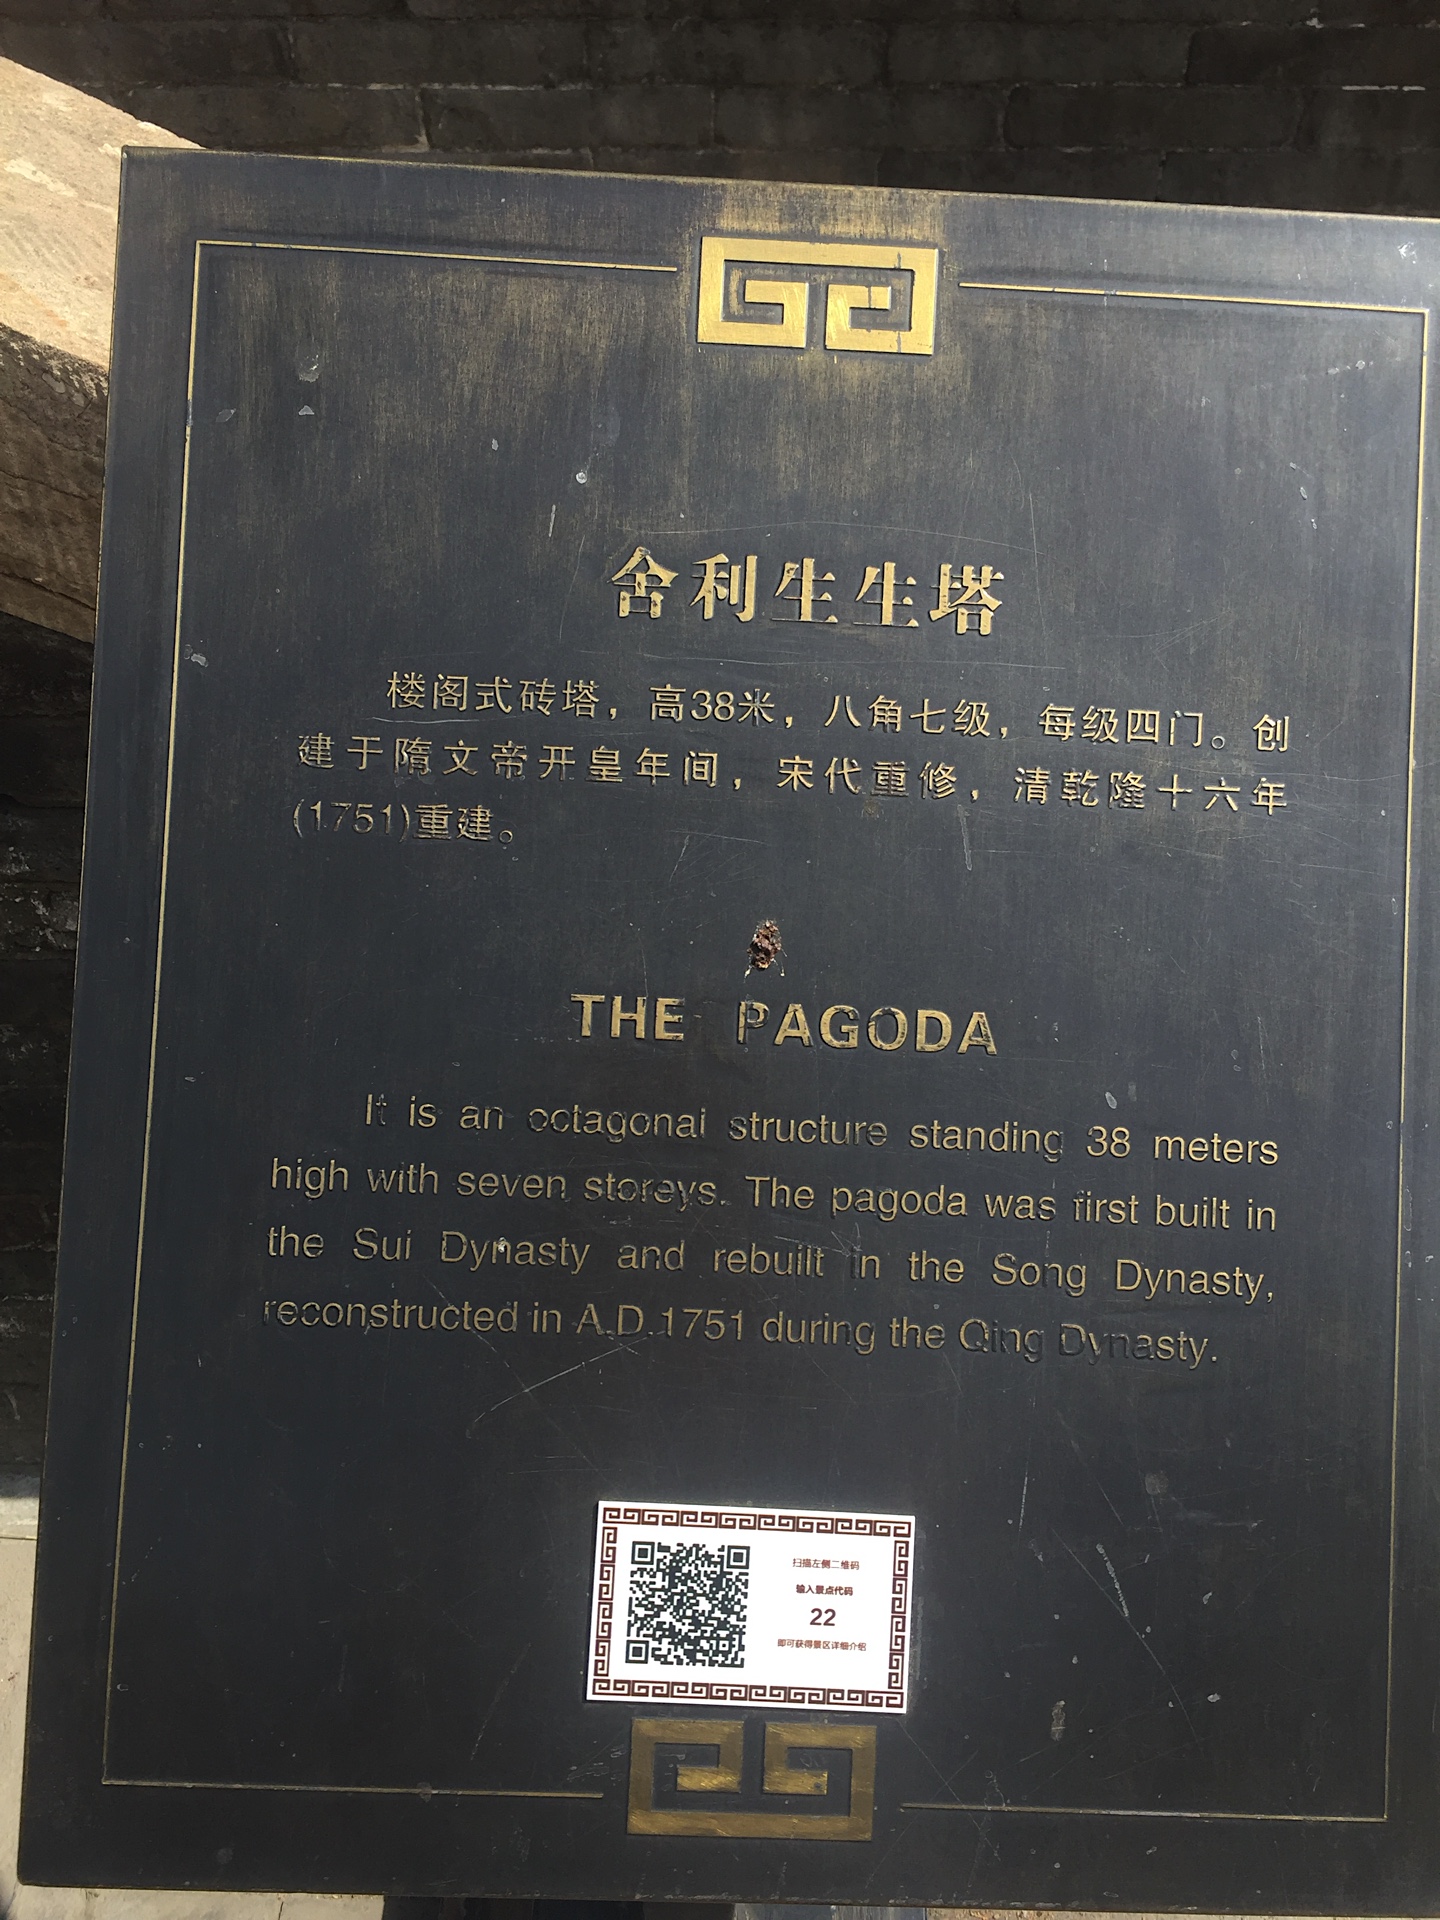 舍利生生塔
楼阁式砖塔，高38米，八角七级，每级四门。创
建于隋文帝开皇年间，宋代重修，清乾隆十六年
(1751)重建。
THE PAGODA
It is an octagonal structure standing 38 meters
high with seven storeys. The pagoda was first built in
the Sui Dynasty and rebuilt in the Song Dynasty,
reconstructed in A.D.1751 during the Qing Dynasty.
扫描左侧二维码
输入景点代码
22
即可获得景区详细介绍